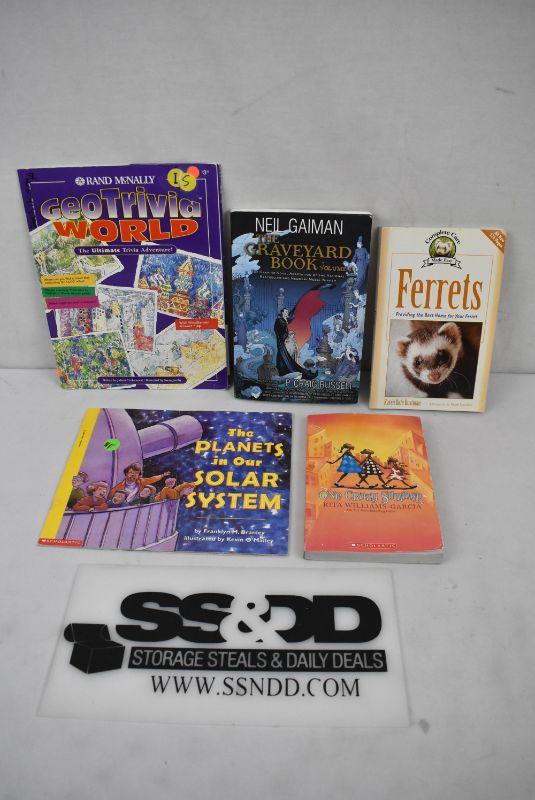 RAND McNALLY
GeoTrivia
WORLD
The Ultimate Trivia Adventure!
NEIL GAIMAN
THE
GRAVEYARD
BOOK VOLUME
P. CRAIG RUSSELL
Complete Care
Made Easy
Ferrets
Providing the Best Home for Your Ferret
The
PLANETS
in Our
SOLAR
SYSTEM
by Franklyn M. Branley
illustrated by Kevin O'Malley
SCHOLASTIC
One Crazy Summer
RITA WILLIAMS-GARCIA
SCHOLASTIC
SS&DD
STORAGE STEALS & DAILY DEALS
WWW.SSNDD.COM